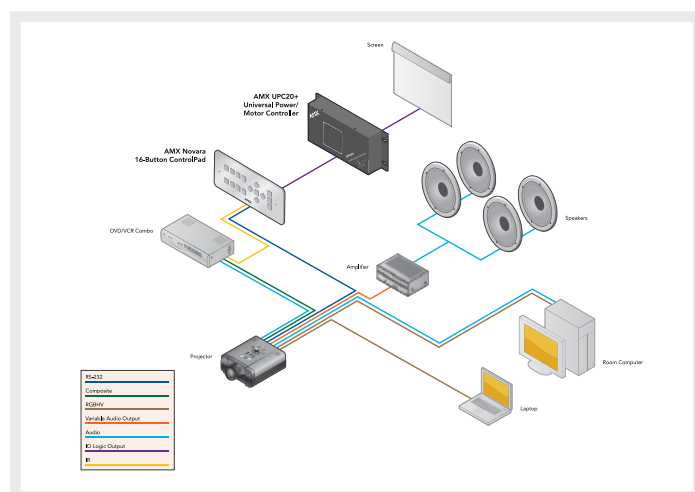 Screen
AMX UPC20+
Universal Power/
Motor Controller
AMX Novara
16-Button ControlPad
DVD/VCR Combo
Speakers
Amplifier
Projector
Room Computer
Laptop
RS-232
Composite
RGBHV
Variable Audio Output
Audio
IO Logic Output
IR